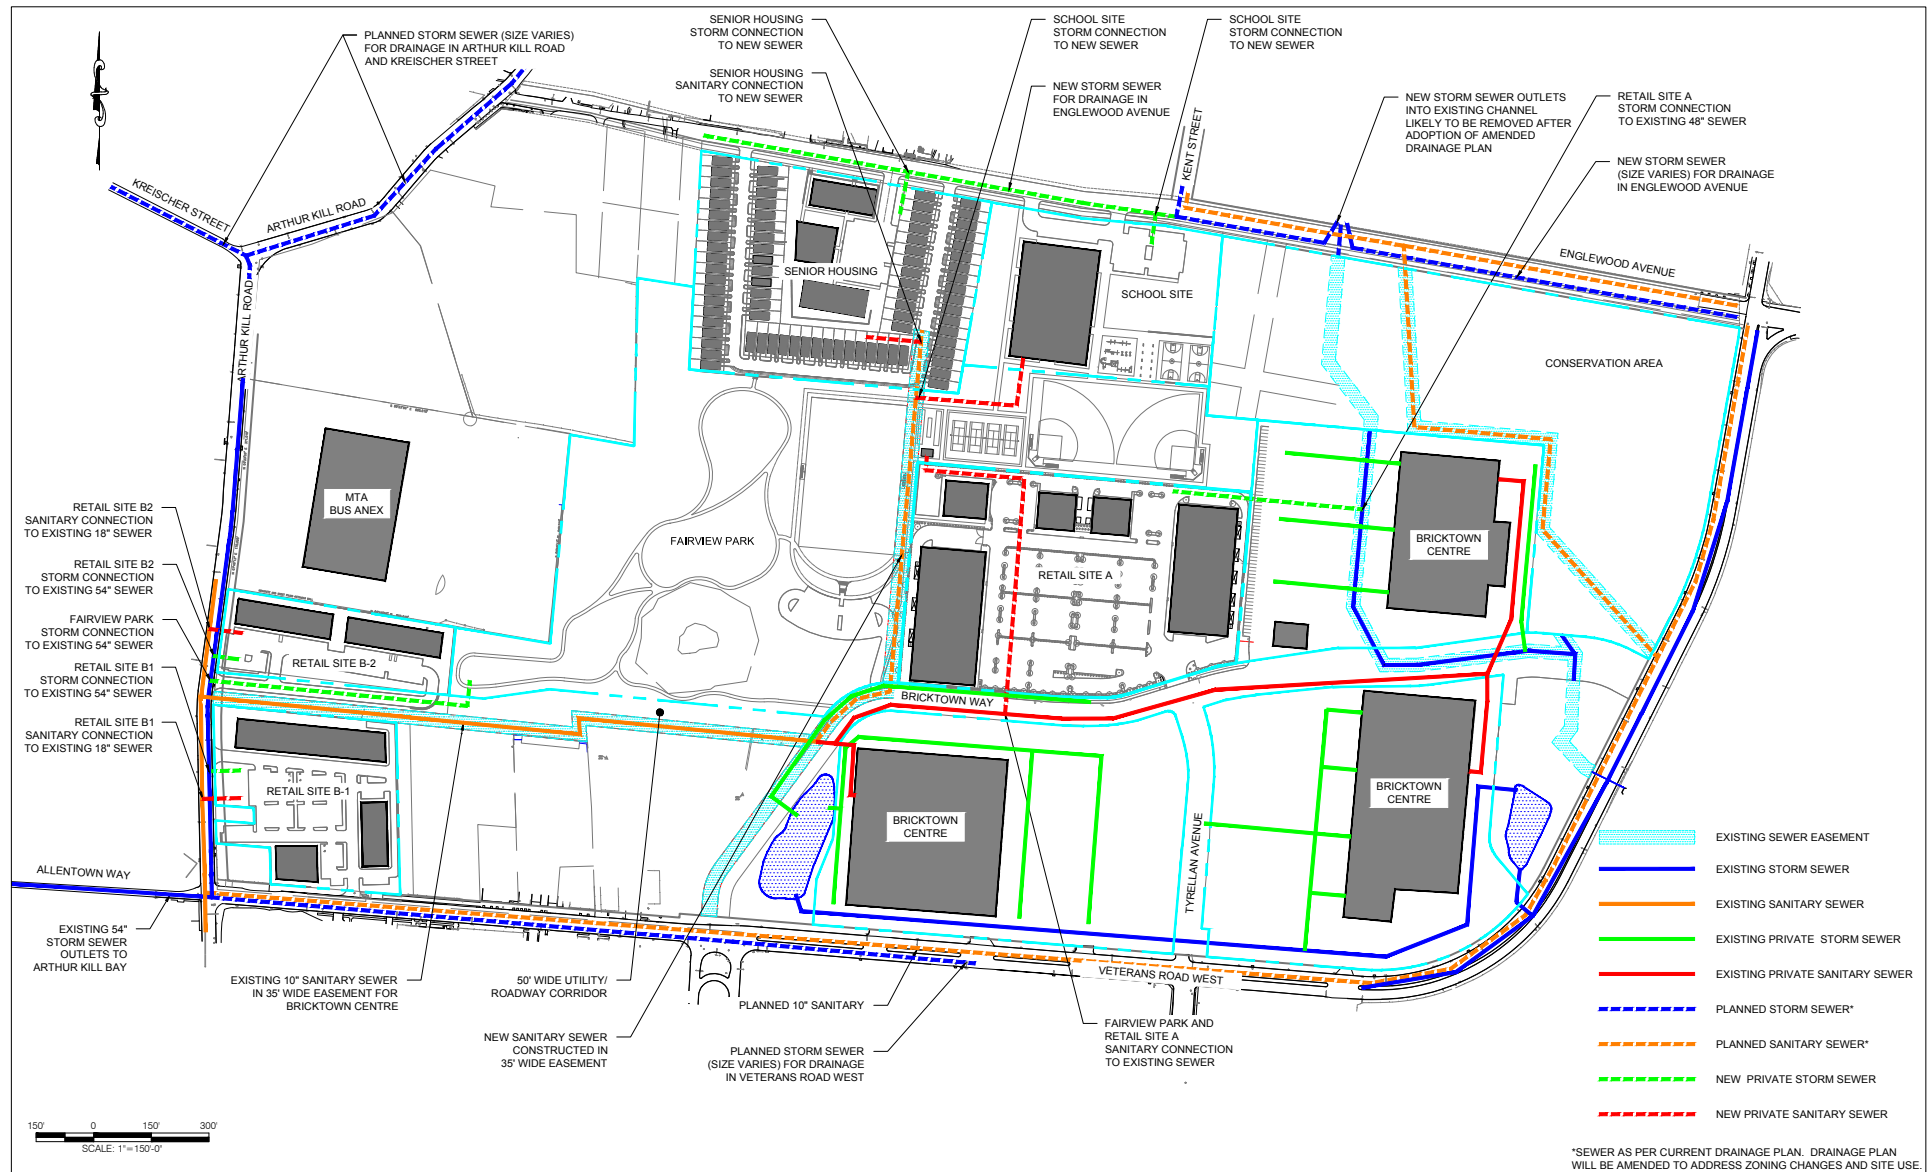 PLANNED STORM SEWER (SIZE VARIES)
FOR DRAINAGE IN ARTHUR KILL ROAD
AND KREISCHER STREET
SENIOR HOUSING
STORM CONNECTION
TO NEW SEWER
SENIOR HOUSING
SANITARY CONNECTION
TO NEW SEWER
SCHOOL SITE
STORM CONNECTION
TO NEW SEWER
SCHOOL SITE
STORM CONNECTION
TO NEW SEWER
NEW STORM SEWER
FOR DRAINAGE IN
ENGLEWOOD AVENUE
NEW STORM SEWER OUTLETS
INTO EXISTING CHANNEL
LIKELY TO BE REMOVED AFTER
ADOPTION OF AMENDED
DRAINAGE PLAN
RETAIL SITE A
STORM CONNECTION
TO EXISTING 48" SEWER
NEW STORM SEWER
(SIZE VARIES) FOR DRAINAGE
IN ENGLEWOOD AVENUE
KENT STREET
KREISCHER STREET
ARTHUR KILL ROAD
ARTHUR KILL ROAD
ENGLEWOOD AVENUE
SENIOR HOUSING
SCHOOL SITE
CONSERVATION AREA
MTA
BUS ANEX
FAIRVIEW PARK
RETAIL SITE A
BRICKTOWN
CENTRE
RETAIL SITE B2
SANITARY CONNECTION
TO EXISTING 18" SEWER
RETAIL SITE B2
STORM CONNECTION
TO EXISTING 54" SEWER
FAIRVIEW PARK
STORM CONNECTION
TO EXISTING 54" SEWER
RETAIL SITE B1
STORM CONNECTION
TO EXISTING 54" SEWER
RETAIL SITE B1
SANITARY CONNECTION
TO EXISTING 18" SEWER
RETAIL SITE B-2
BRICKTOWN WAY
RETAIL SITE B-1
BRICKTOWN
CENTRE
BRICKTOWN
CENTRE
TYRELLAN AVENUE
ALLENTOWN WAY
VETERANS ROAD WEST
EXISTING 54"
STORM SEWER
OUTLETS TO
ARTHUR KILL BAY
EXISTING 10" SANITARY SEWER
IN 35' WIDE EASEMENT FOR
BRICKTOWN CENTRE
50' WIDE UTILITY/
ROADWAY CORRIDOR
NEW SANITARY SEWER
CONSTRUCTED IN
35' WIDE EASEMENT
PLANNED 10" SANITARY
PLANNED STORM SEWER
(SIZE VARIES) FOR DRAINAGE
IN VETERANS ROAD WEST
FAIRVIEW PARK AND
RETAIL SITE A
SANITARY CONNECTION
TO EXISTING SEWER
EXISTING SEWER EASEMENT
EXISTING STORM SEWER
EXISTING SANITARY SEWER
EXISTING PRIVATE STORM SEWER
EXISTING PRIVATE SANITARY SEWER
PLANNED STORM SEWER*
PLANNED SANITARY SEWER*
NEW PRIVATE STORM SEWER
NEW PRIVATE SANITARY SEWER
150' 0 150' 300'
SCALE: 1"=150'-0"
*SEWER AS PER CURRENT DRAINAGE PLAN. DRAINAGE PLAN
WILL BE AMENDED TO ADDRESS ZONING CHANGES AND SITE USE.